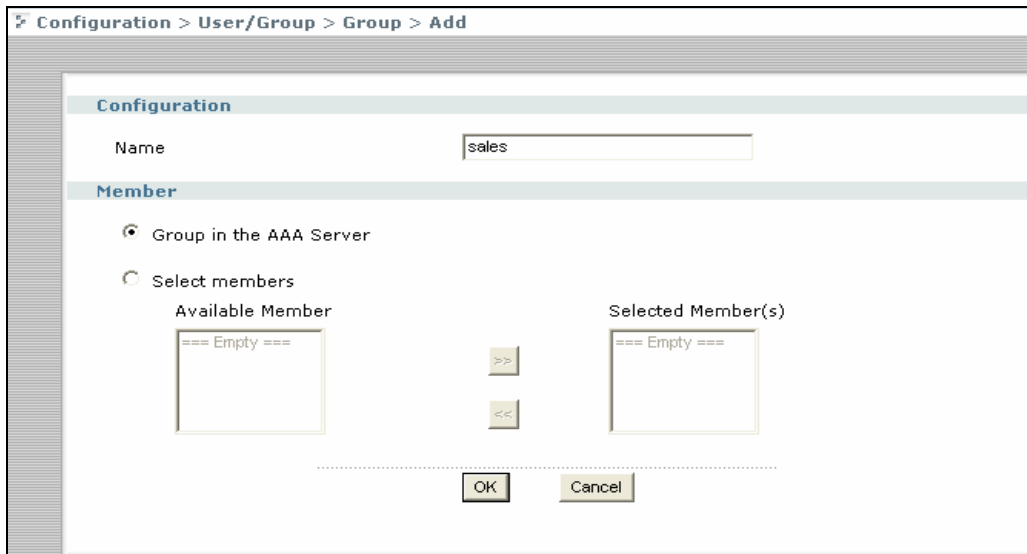 Configuration > User/Group > Group > Add
Configuration
Name sales
Member
Group in the AAA Server
Select members
Available Member Selected Member(s)
=== Empty === === Empty ===
>>
<<
OK Cancel